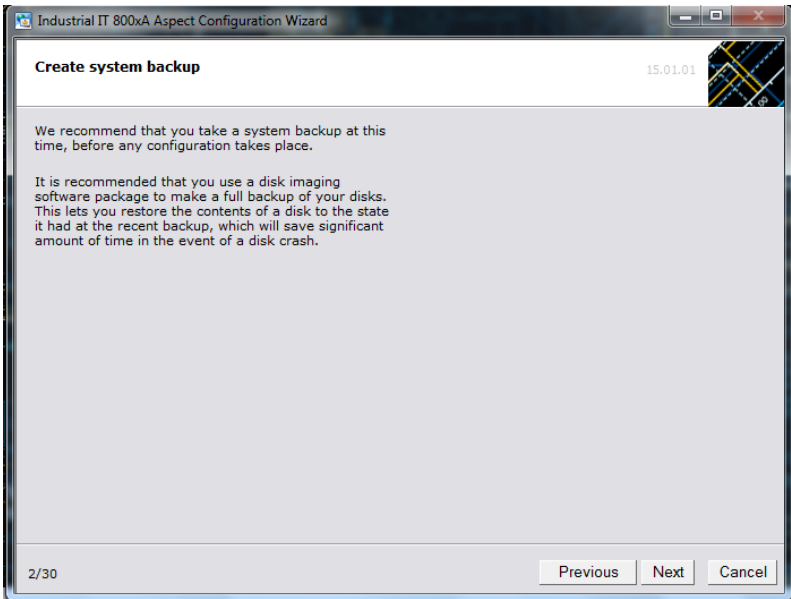 Industrial IT 800xA Aspect Configuration Wizard
Create system backup
15.01.01
We recommend that you take a system backup at this
time, before any configuration takes place.
It is recommended that you use a disk imaging
software package to make a full backup of your disks.
This lets you restore the contents of a disk to the state
it had at the recent backup, which will save significant
amount of time in the event of a disk crash.
2/30
Previous
Next
Cancel